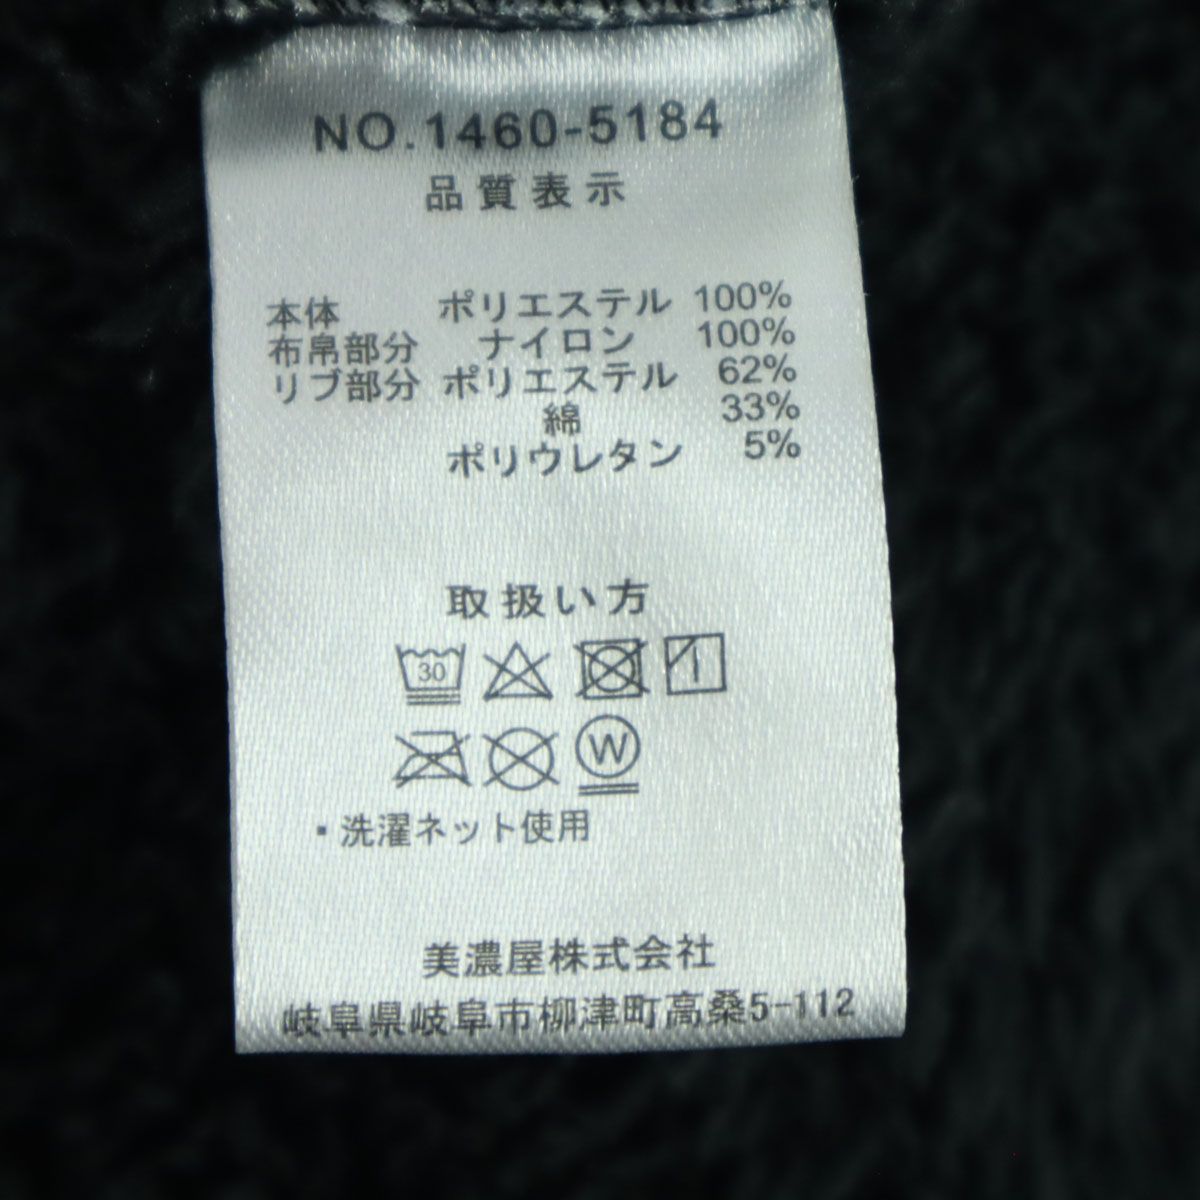 NO.1460-5184
品質表示
本体 ポリエステル 100%
布帛部分 ナイロン 100%
リブ部分 ポリエステル 62%
綿 33%
ポリウレタン 5%
取扱い方
30
W
・洗濯ネット使用
美濃屋株式会社
岐阜県岐阜市柳津町高桑5-112